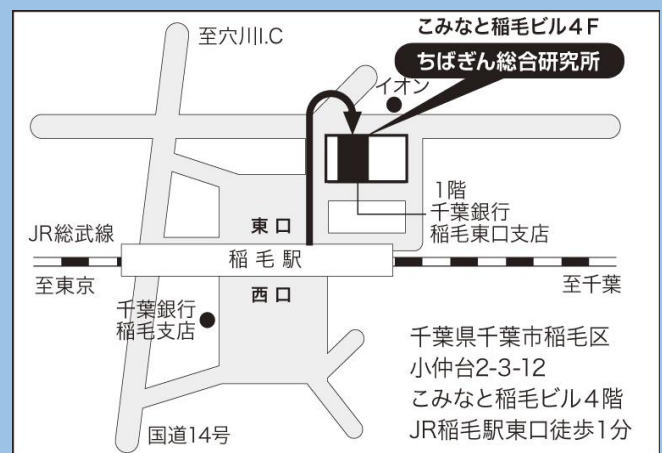 至穴川I.C
こみなと稲毛ビル4F
ちばぎん総合研究所
イオン
1階
千葉銀行
稲毛東口支店
東口
JR総武線
稲毛駅
至東京
至千葉
西口
千葉銀行
稲毛支店
国道14号
千葉県千葉市稲毛区
小仲台2-3-12
こみなと稲毛ビル4階
JR稲毛駅東口徒歩1分